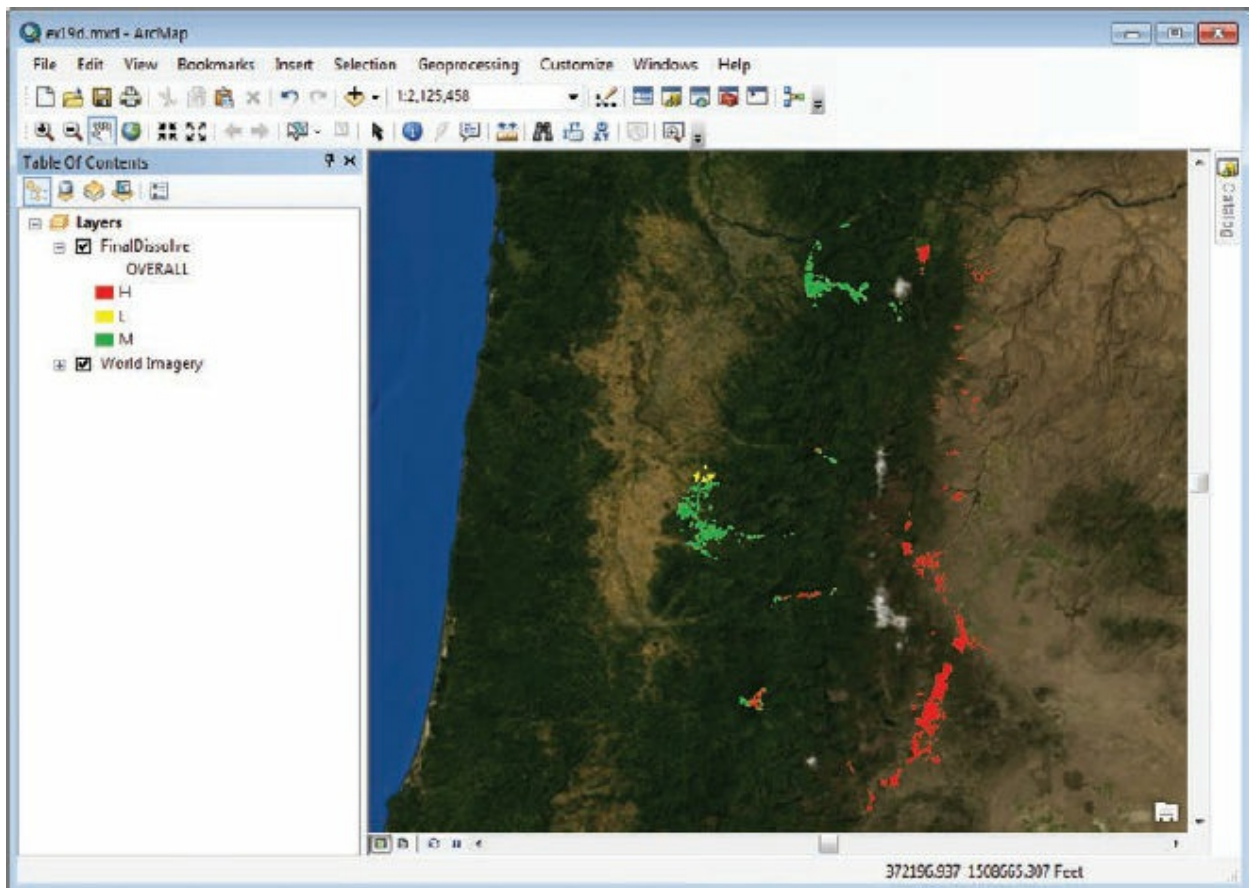 ex19d.mxd - ArcMap
File Edit View Bookmarks Insert Selection Geoprocessing Customize Windows Help
1:2,125,458
Table Of Contents
Catalog
Layers
FinalDissolve
OVERALL
H
L
M
World Imagery
372196.937 1508665.307 Feet